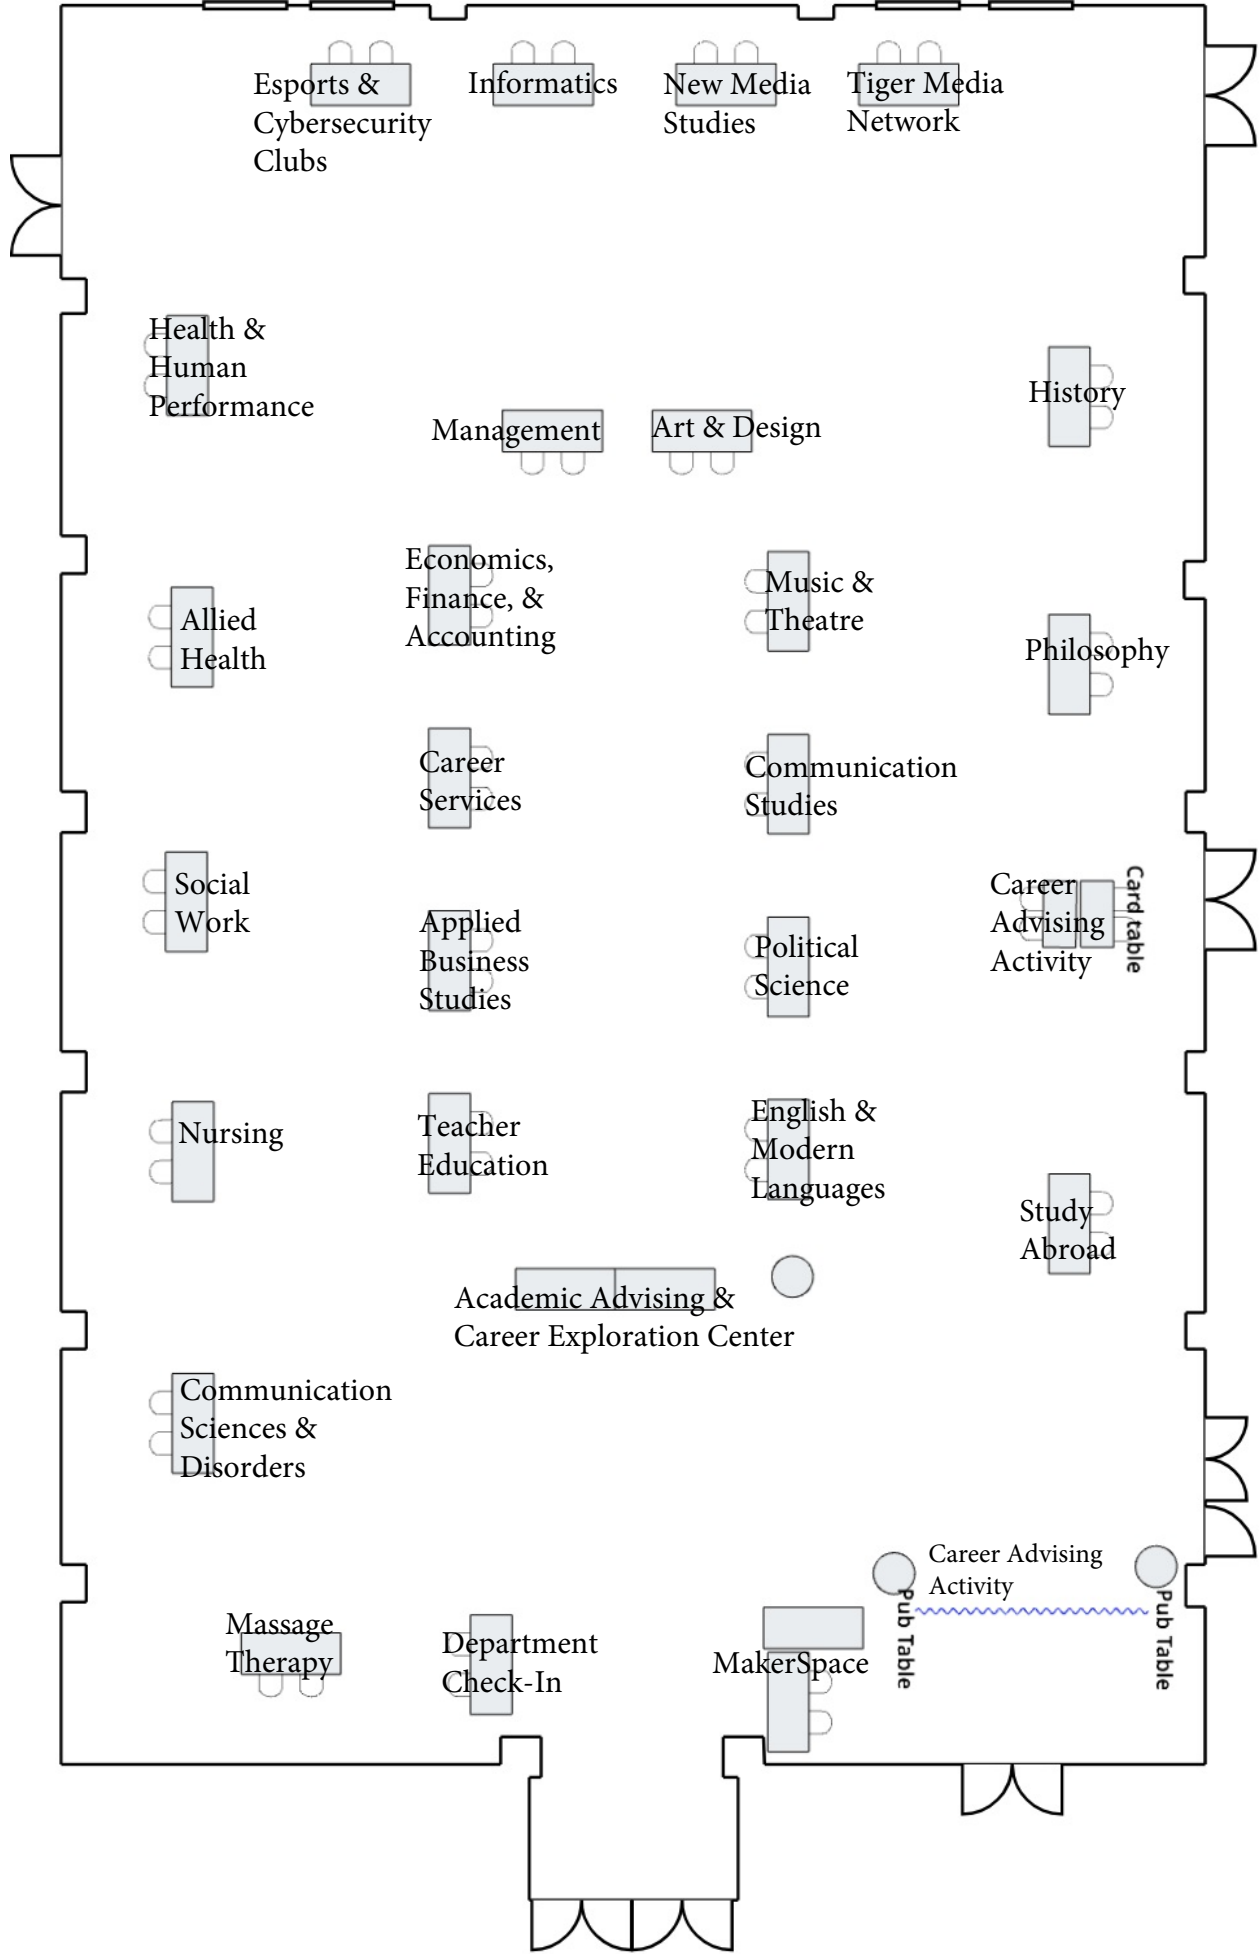 Esports &
Cybersecurity
Clubs
Informatics
New Media
Studies
Tiger Media
Network
Health &
Human
Performance
Management
Art & Design
History
Economics,
Finance, &
Accounting
Music &
Theatre
Allied
Health
Philosophy
Career
Services
Communication
Studies
Social
Work
Applied
Business
Studies
Political
Science
Career
Advising
Activity
Card table
Nursing
Teacher
Education
English &
Modern
Languages
Study
Abroad
Academic Advising &
Career Exploration Center
Communication
Sciences &
Disorders
Career Advising
Activity
Pub Table
Pub Table
Massage
Therapy
Department
Check-In
MakerSpace